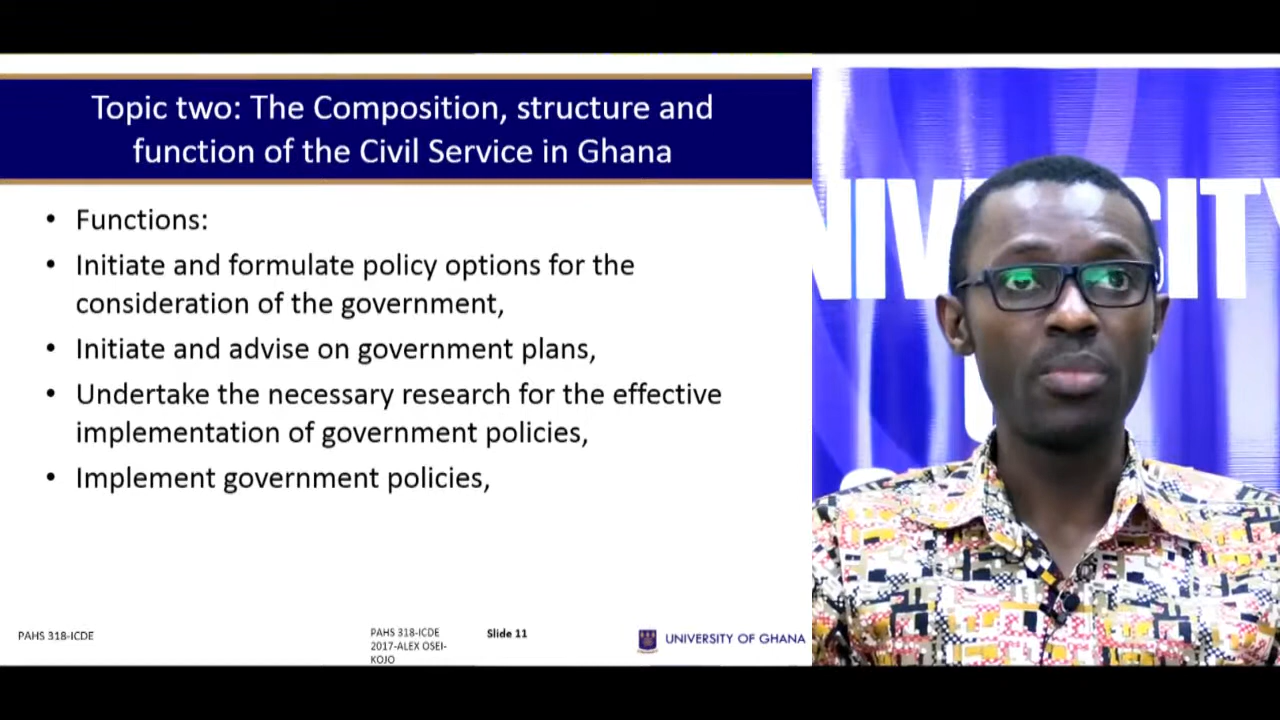 Topic two: The Composition, structure and
function of the Civil Service in Ghana
• Functions:
• Initiate and formulate policy options for the
consideration of the government,
• Initiate and advise on government plans,
• Undertake the necessary research for the effective
implementation of government policies,
• Implement government policies,
PAHS 318-ICDE
PAHS 318-ICDE
2017-ALEX OSEI-
KOJO
Slide 11
UNIVERSITY OF GHANA